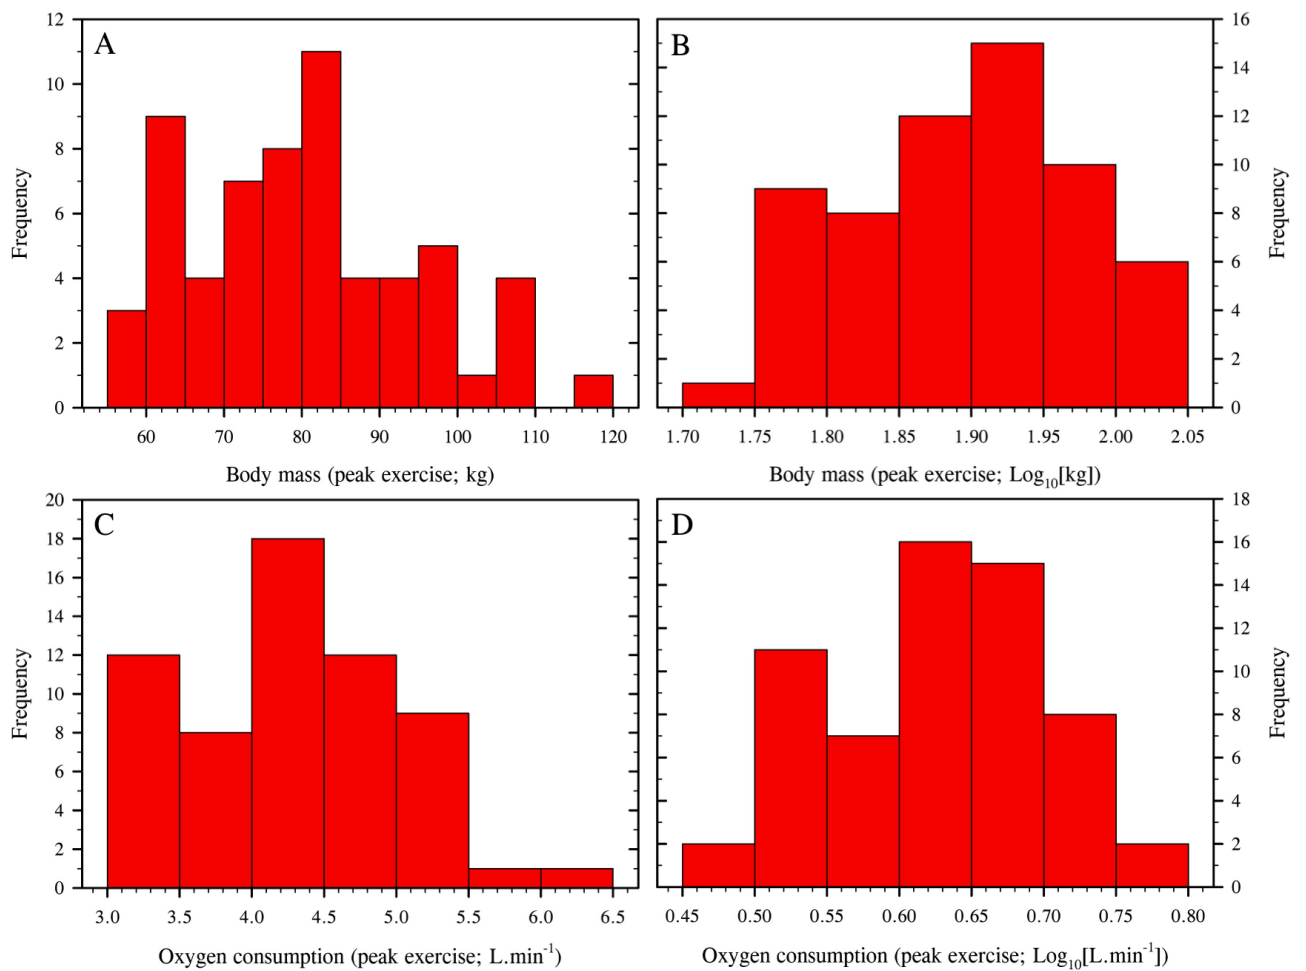 A
Frequency
12
10
8
6
4
2
0
60 70 80 90 100 110 120
Body mass (peak exercise; kg)
B
Frequency
16
14
12
10
8
6
4
2
0
1.70 1.75 1.80 1.85 1.90 1.95 2.00 2.05
Body mass (peak exercise; Log10[kg])
C
Frequency
20
18
16
14
12
10
8
6
4
2
0
3.0 3.5 4.0 4.5 5.0 5.5 6.0 6.5
Oxygen consumption (peak exercise; L.min-1)
D
Frequency
18
16
14
12
10
8
6
4
2
0
0.45 0.50 0.55 0.60 0.65 0.70 0.75 0.80
Oxygen consumption (peak exercise; Log10[L.min-1])